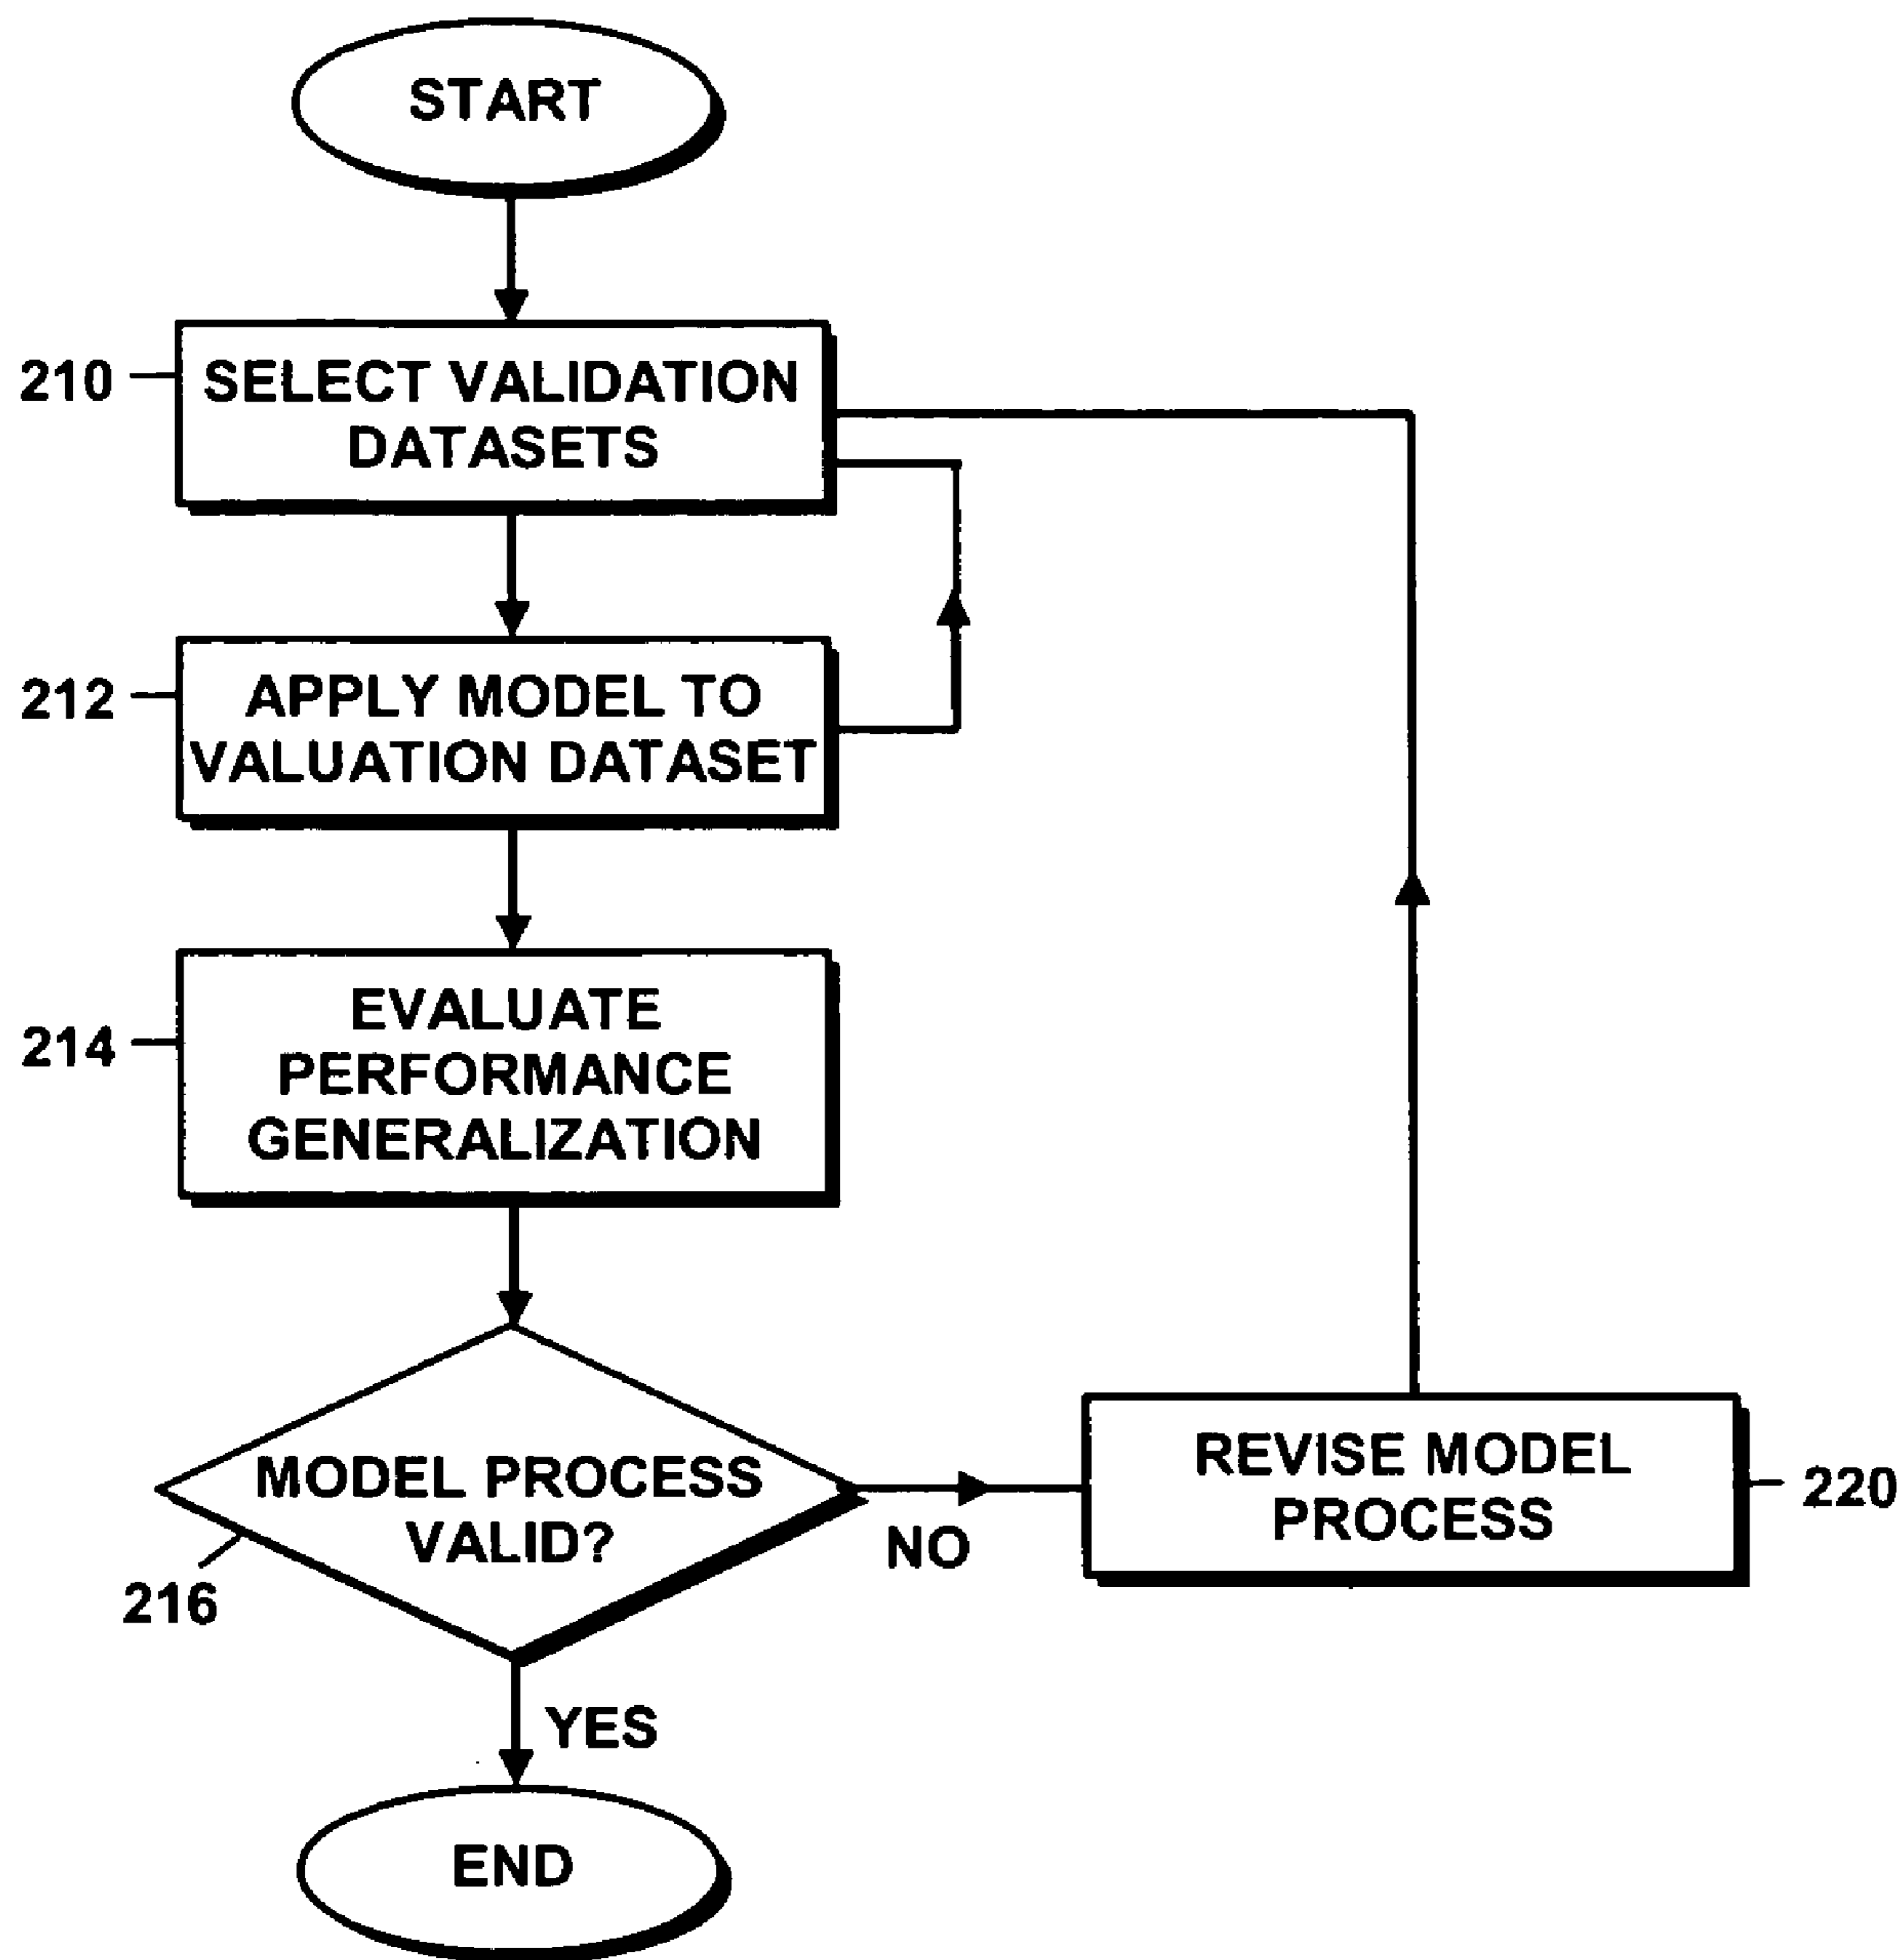 START
210
SELECT VALIDATION
DATASETS
212
APPLY MODEL TO
VALUATION DATASET
214
EVALUATE
PERFORMANCE
GENERALIZATION
MODEL PROCESS
VALID?
216
NO
REVISE MODEL
PROCESS
220
YES
END